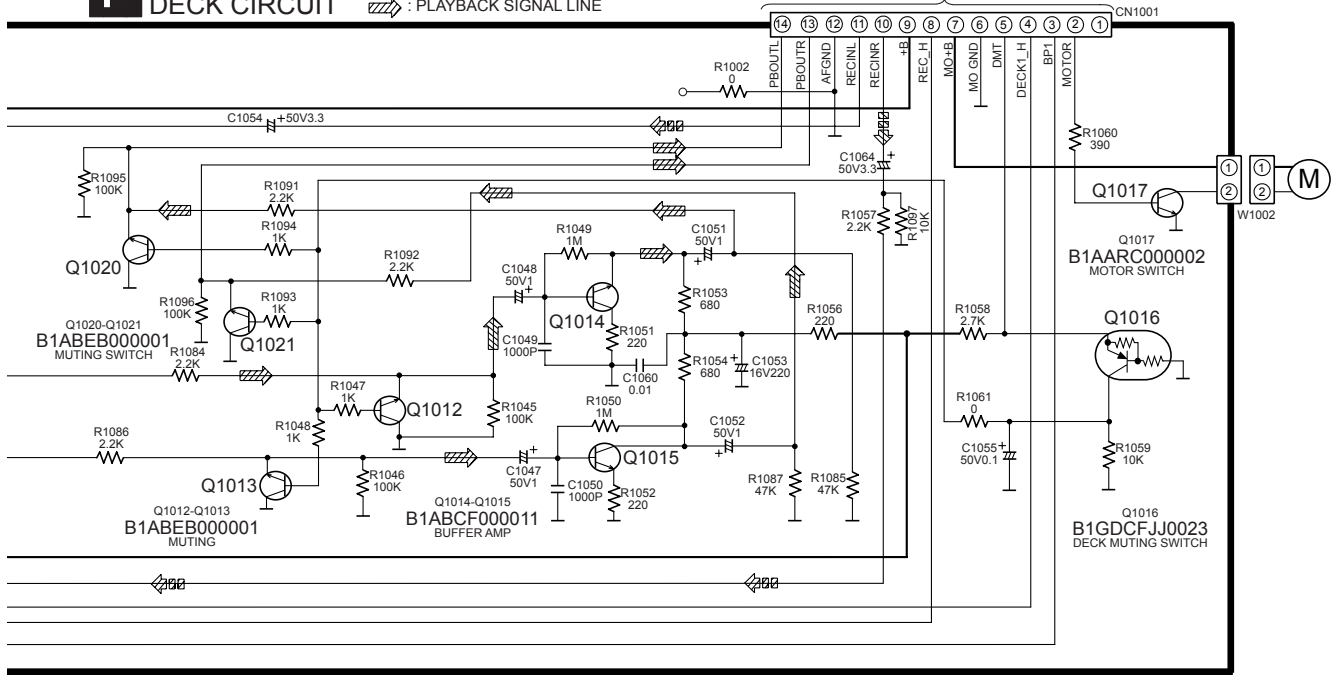 DECK CIRCUIT
: PLAYBACK SIGNAL LINE
CN1001
14 13 12 11 10 9 8 7 6 5 4 3 2 1
PBOUTL
PBOUTR
AFGND
RECINL
RECINR
+B
REC_H
MO+B
MO GND
DMT
DECK1_H
BP1
MOTOR
R1002
0
C1054 +50V3.3
R1095
100K
R1091
2.2K
R1094
1K
Q1020
R1092
2.2K
R1096
100K
R1093
1K
Q1021
Q1020-Q1021
B1ABEB000001
MUTING SWITCH
R1084
2.2K
R1086
2.2K
R1047
1K
R1048
1K
Q1012
R1045
100K
Q1013
R1046
100K
Q1012-Q1013
B1ABEB000001
MUTING
C1048
50V1
+
R1049
1M
C1049
1000P
Q1014
R1051
220
C1060
0.01
R1053
680
R1054
680
C1051
50V1
+
+
C1053
16V220
R1050
1M
C1052
50V1
+
C1047
50V1
+
C1050
1000P
Q1015
R1052
220
Q1014-Q1015
B1ABCF000011
BUFFER AMP
R1087
47K
R1085
47K
C1064
50V3.3
+
R1057
2.2K
R1097
10K
R1056
220
R1058
2.7K
R1060
390
Q1017
1
2
1
2
M
W1002
Q1017
B1AARC000002
MOTOR SWITCH
Q1016
R1061
0
C1055
50V0.1
+
R1059
10K
Q1016
B1GDCFJJ0023
DECK MUTING SWITCH